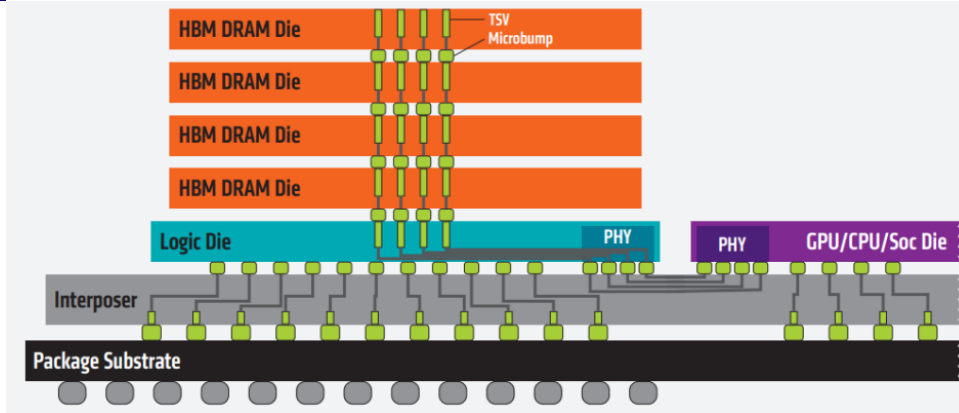 HBM DRAM Die
TSV
Microbump
HBM DRAM Die
HBM DRAM Die
HBM DRAM Die
Logic Die
PHY
PHY
GPU/CPU/Soc Die
Interposer
Package Substrate